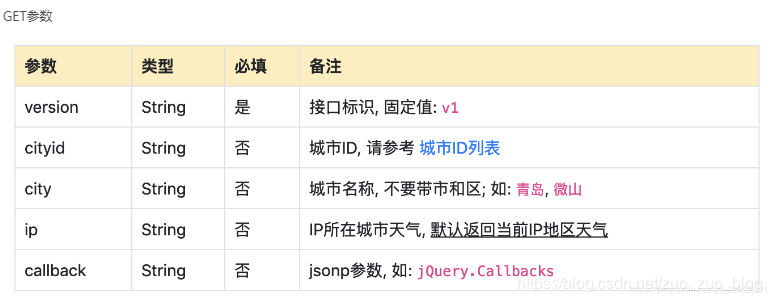 GET参数
参数 类型 必填 备注
version String 是 接口标识, 固定值: v1
cityid String 否 城市ID, 请参考 城市ID列表
city String 否 城市名称, 不要带市和区; 如: 青岛, 微山
ip String 否 IP所在城市天气, 默认返回当前IP地区天气
callback String 否 jsonp参数, 如: jQuery.Callbacks
https://blog.csdn.net/zuo_zuo_blog